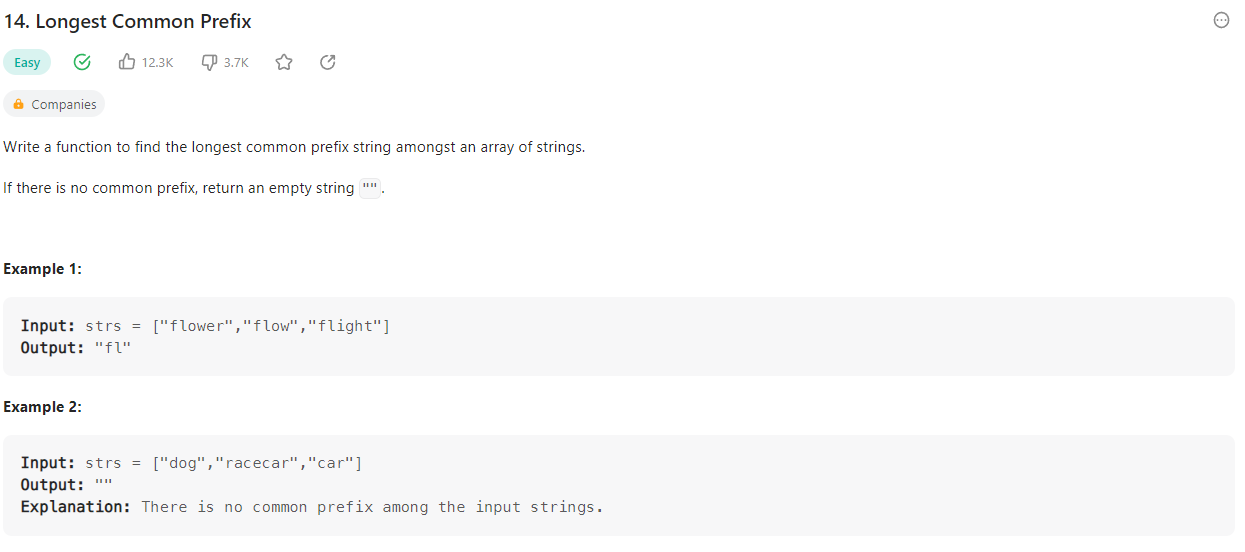 14. Longest Common Prefix
Easy 12.3K 3.7K
Companies
Write a function to find the longest common prefix string amongst an array of strings.
If there is no common prefix, return an empty string "".
Example 1:
Input: strs = ["flower","flow","flight"]
Output: "fl"
Example 2:
Input: strs = ["dog","racecar","car"]
Output: ""
Explanation: There is no common prefix among the input strings.